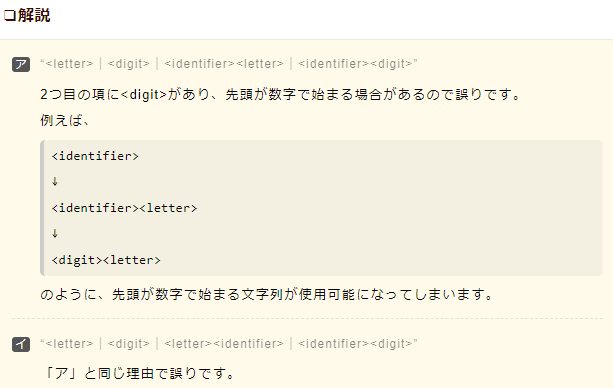 ❏解説
ア “<letter> | <digit> | <identifier><letter> | <identifier><digit>”
2つ目の項に<digit>があり、先頭が数字で始まる場合があるので誤りです。
例えば、
<identifier>
↓
<identifier><letter>
↓
<digit><letter>
のように、先頭が数字で始まる文字列が使用可能になってしまいます。
イ “<letter> | <digit> | <letter><identifier> | <identifier><digit>”
「ア」と同じ理由で誤りです。